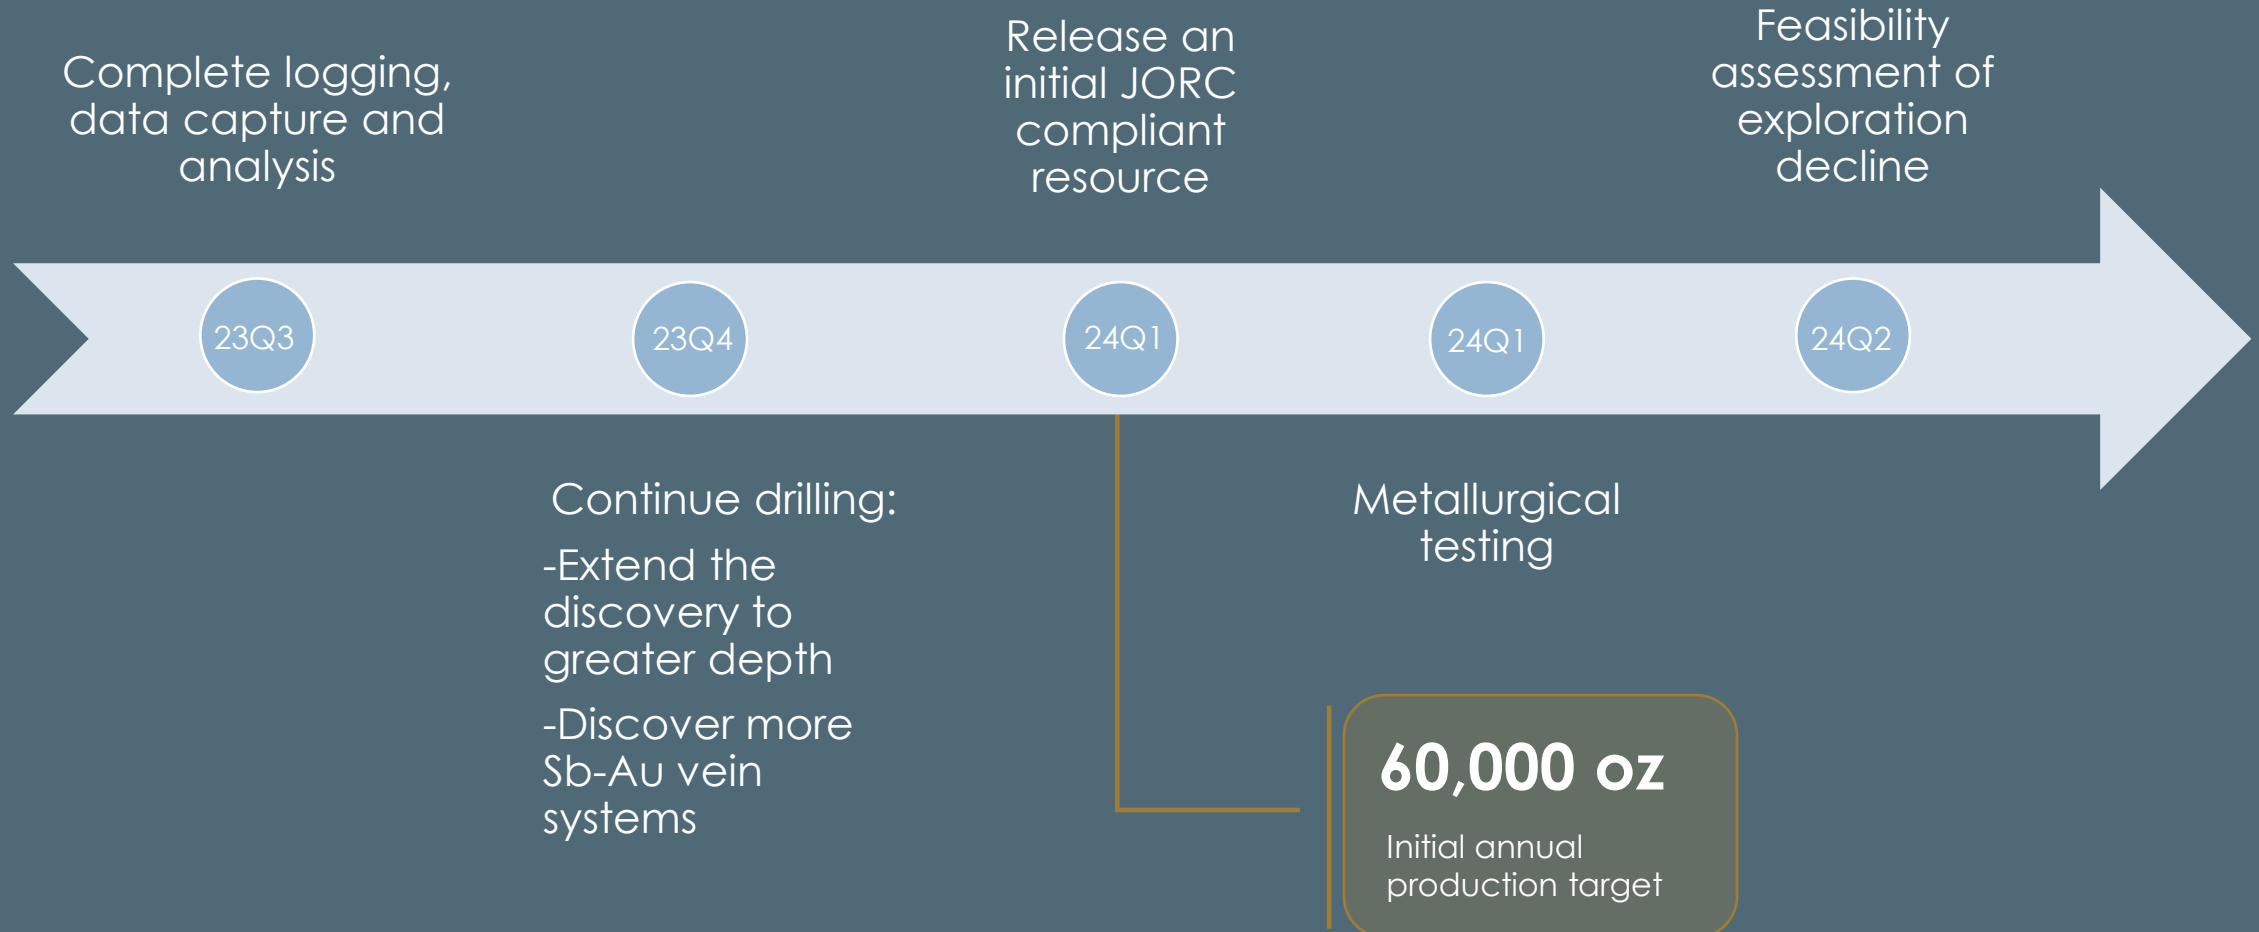 Complete logging,
data capture and
analysis
Release an
initial JORC
compliant
resource
Feasibility
assessment of
exploration
decline
23Q3
23Q4
24Q1
24Q1
24Q2
Continue drilling:
-Extend the
discovery to
greater depth
-Discover more
Sb-Au vein
systems
Metallurgical
testing
60,000 oz
Initial annual
production target